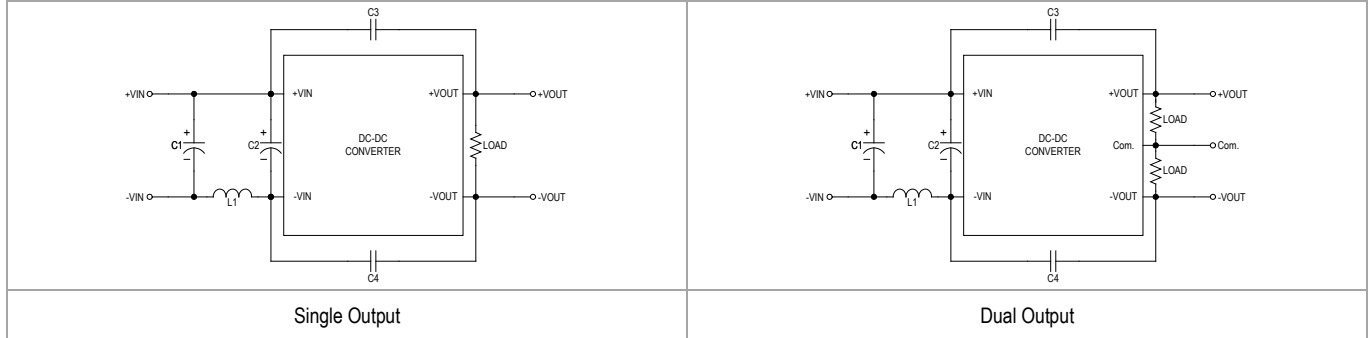 C3
+VIN
+VIN
+VOUT
+VOUT
C1
+
–
C2
+
–
DC-DC
CONVERTER
LOAD
-VIN
L1
-VIN
-VOUT
-VOUT
C4
Single Output
C3
+VIN
+VIN
+VOUT
+VOUT
LOAD
C1
+
–
C2
+
–
DC-DC
CONVERTER
Com.
Com.
LOAD
-VIN
L1
-VIN
-VOUT
-VOUT
C4
Dual Output